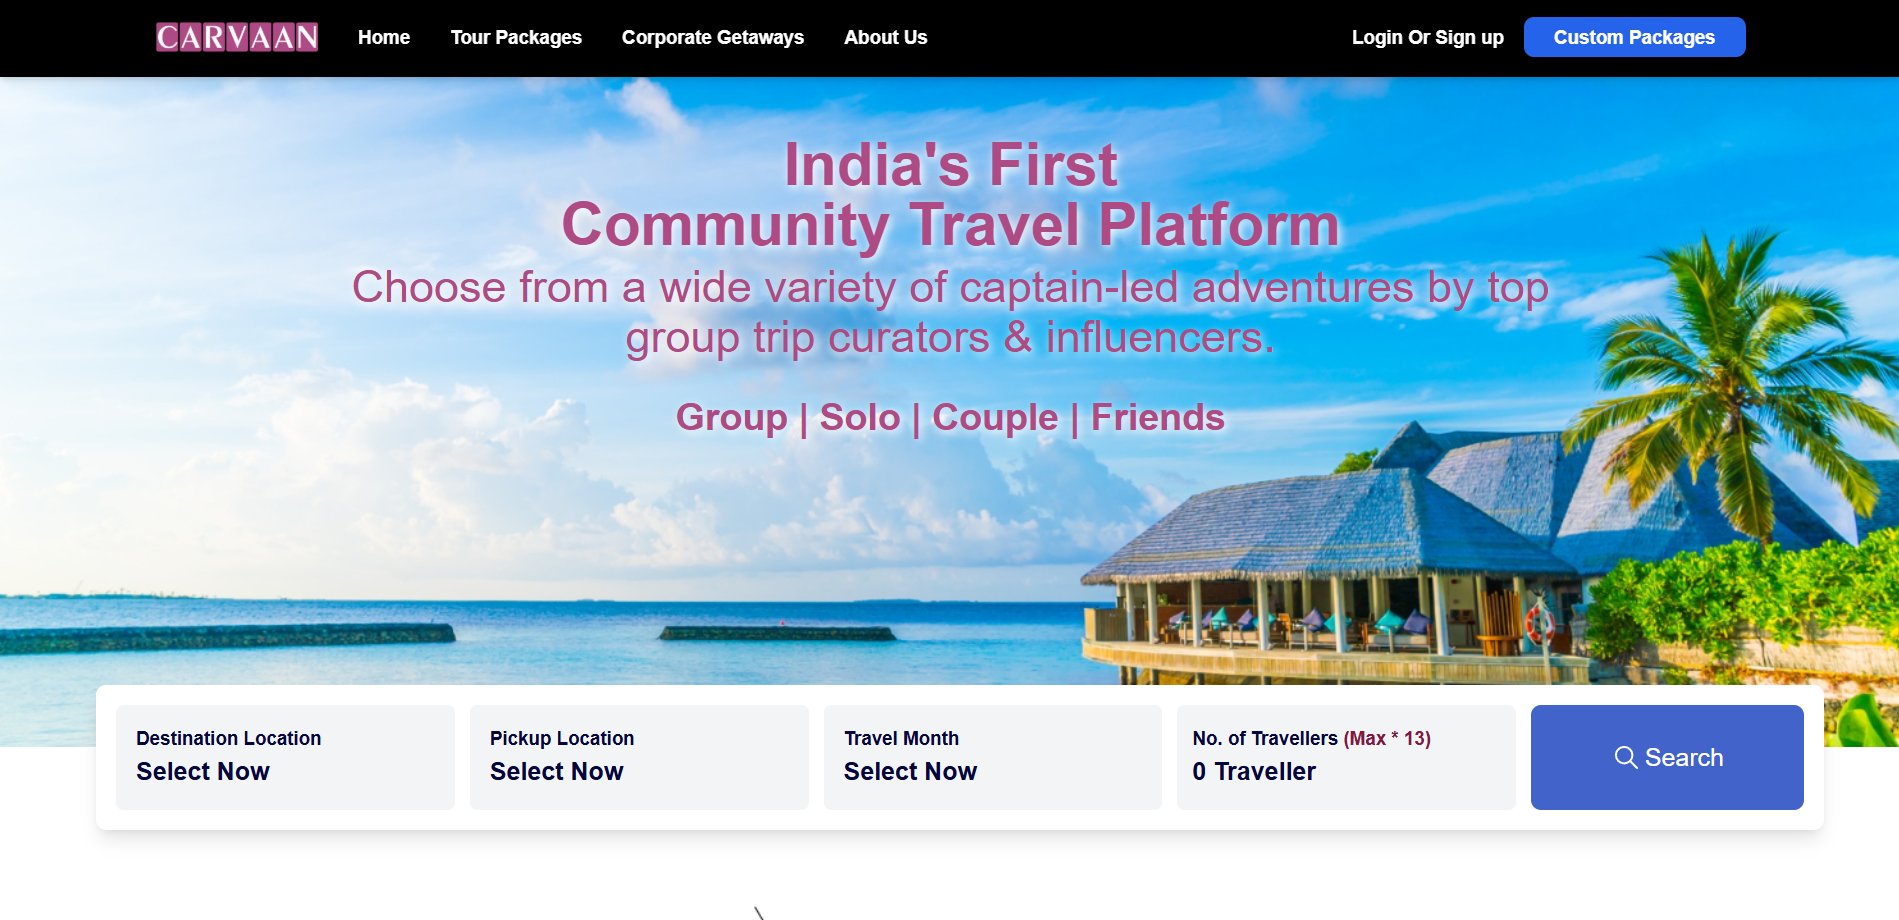 CARVAAN
Home
Tour Packages
Corporate Getaways
About Us
Login Or Sign up
Custom Packages
India's First
Community Travel Platform
Choose from a wide variety of captain-led adventures by top
group trip curators & influencers.
Group | Solo | Couple | Friends
Destination Location
Select Now
Pickup Location
Select Now
Travel Month
Select Now
No. of Travellers (Max * 13)
0 Traveller
Search